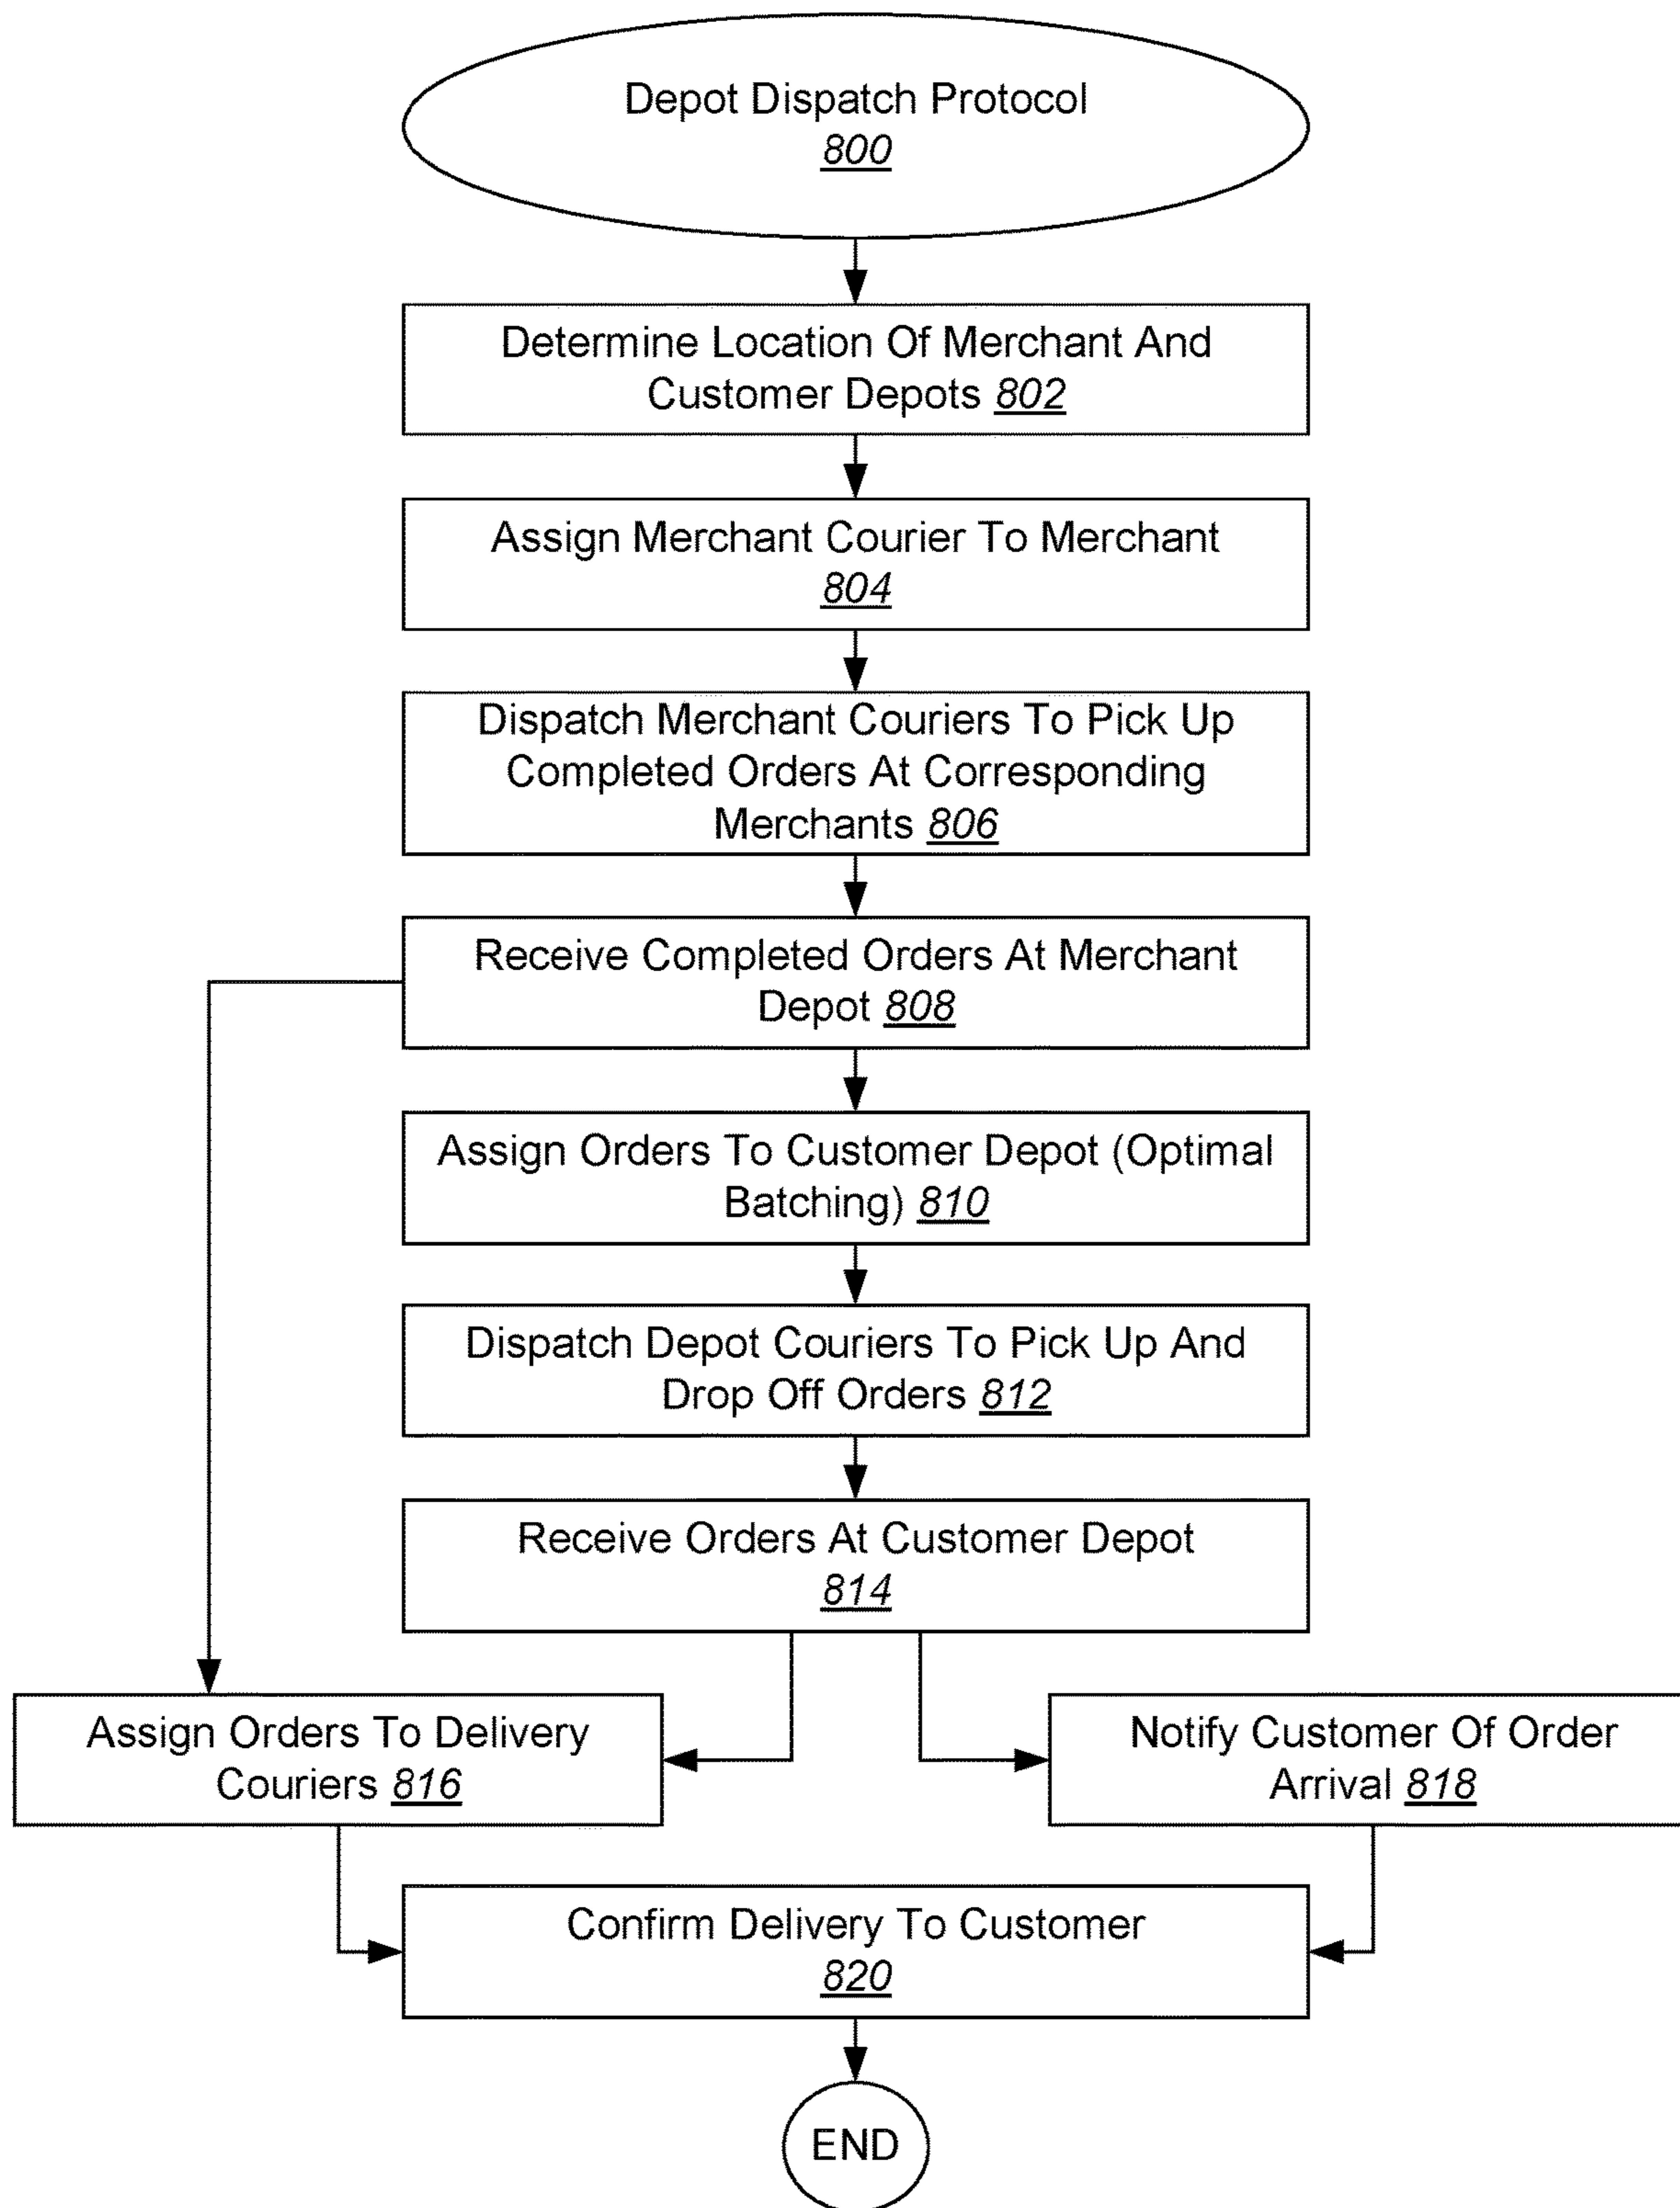 Depot Dispatch Protocol
800
Determine Location Of Merchant And
Customer Depots 802
Assign Merchant Courier To Merchant
804
Dispatch Merchant Couriers To Pick Up
Completed Orders At Corresponding
Merchants 806
Receive Completed Orders At Merchant
Depot 808
Assign Orders To Customer Depot (Optimal
Batching) 810
Dispatch Depot Couriers To Pick Up And
Drop Off Orders 812
Receive Orders At Customer Depot
814
Assign Orders To Delivery
Couriers 816
Notify Customer Of Order
Arrival 818
Confirm Delivery To Customer
820
END